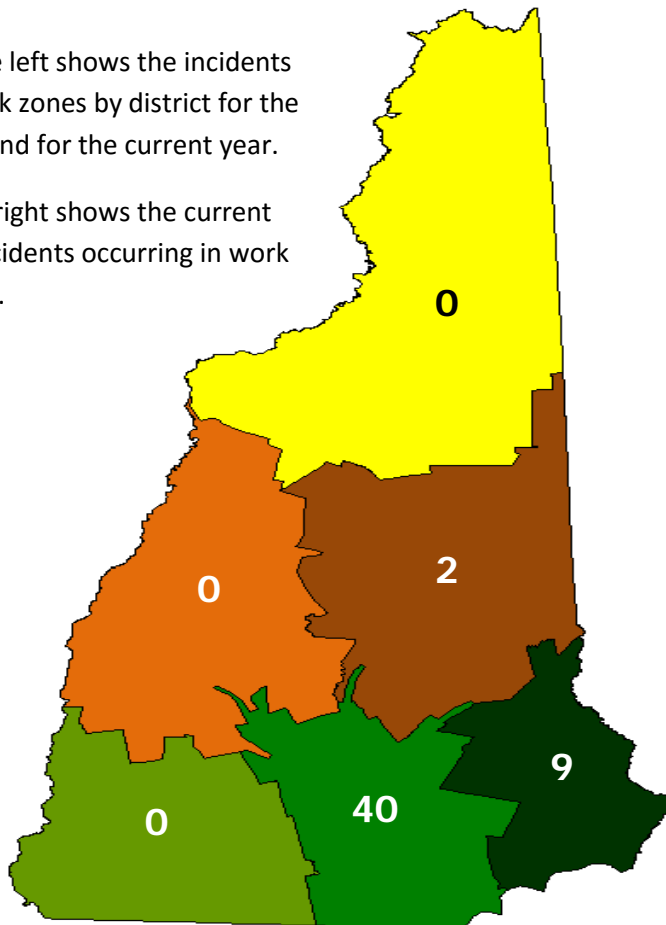 e left shows the incidents
k zones by district for the
nd for the current year.
right shows the current
cidents occurring in work
.
0
2
0
9
40
0